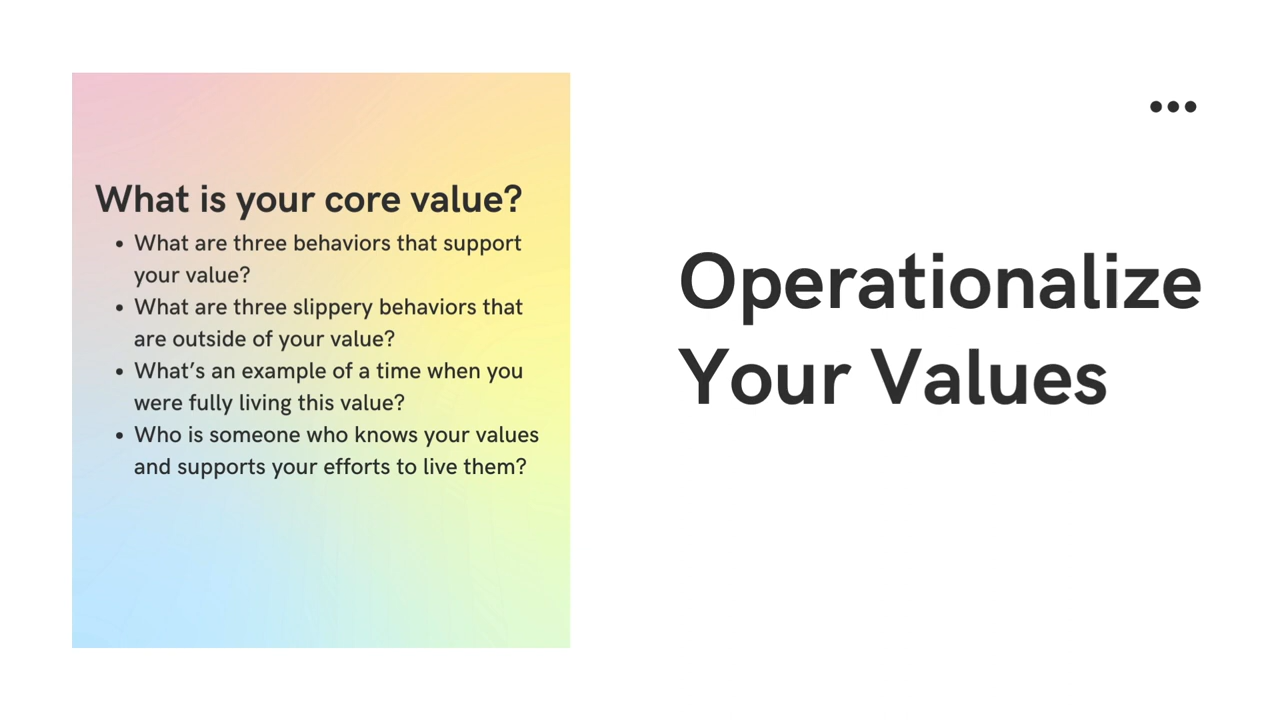 What is your core value?
• What are three behaviors that support
your value?
• What are three slippery behaviors that
are outside of your value?
• What’s an example of a time when you
were fully living this value?
• Who is someone who knows your values
and supports your efforts to live them?
Operationalize
Your Values